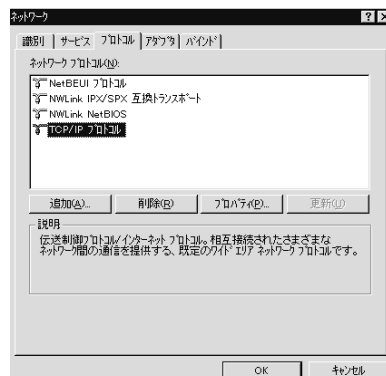 ネットワーク
識別 サービス プロトコル アダプタ バインド
ネットワーク プロトコル(N):
NetBEUI プロトコル
NWLink IPX/SPX 互換トランスポート
NWLink NetBIOS
TCP/IP プロトコル
追加(A)... 削除(R) プロパティ(P)... 更新(U)
説明
伝送制御プロトコル/インターネット プロトコル。相互接続されたさまざまな
ネットワーク間の通信を提供する、既定のワイド エリア ネットワーク プロトコルです。
OK キャンセル